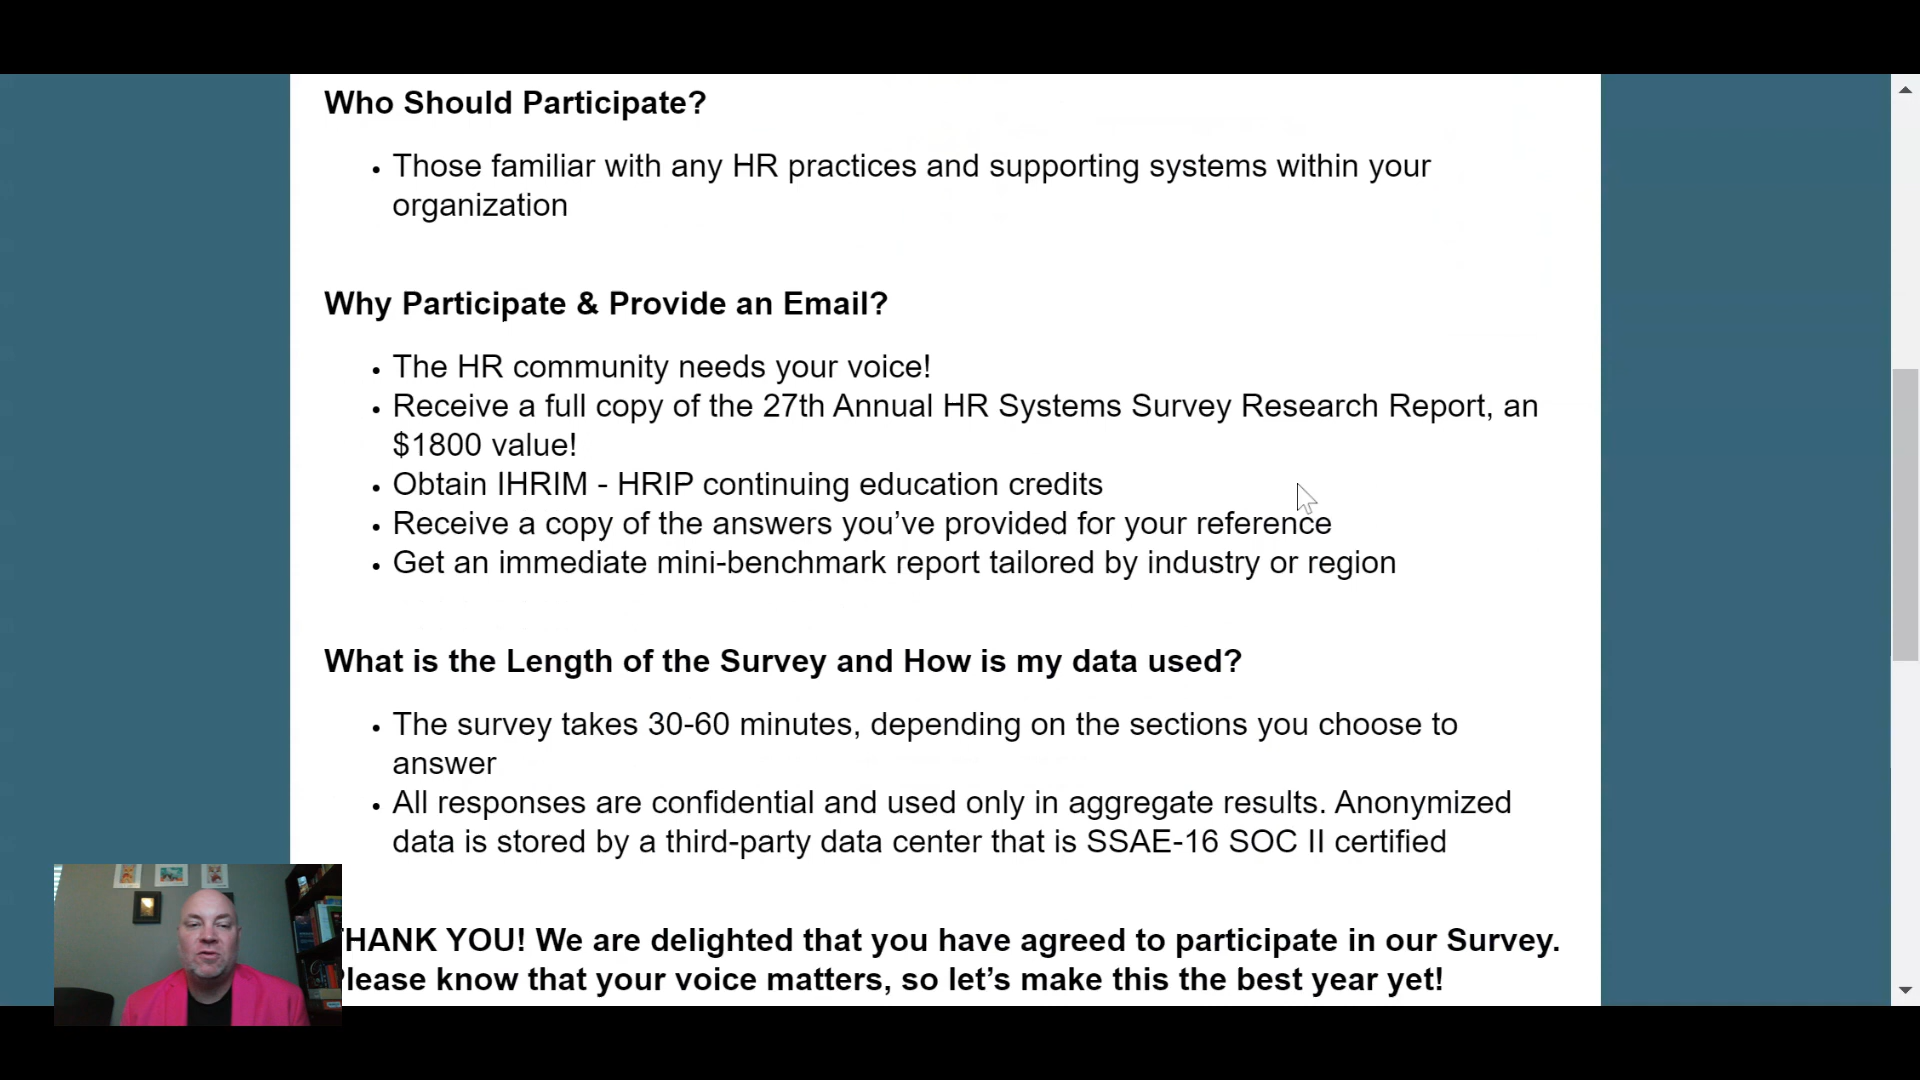 Who Should Participate?
• Those familiar with any HR practices and supporting systems within your
organization
Why Participate & Provide an Email?
• The HR community needs your voice!
• Receive a full copy of the 27th Annual HR Systems Survey Research Report, an
$1800 value!
• Obtain IHRIM - HRIP continuing education credits
• Receive a copy of the answers you’ve provided for your reference
• Get an immediate mini-benchmark report tailored by industry or region
What is the Length of the Survey and How is my data used?
• The survey takes 30-60 minutes, depending on the sections you choose to
answer
• All responses are confidential and used only in aggregate results. Anonymized
data is stored by a third-party data center that is SSAE-16 SOC II certified
THANK YOU! We are delighted that you have agreed to participate in our Survey.
Please know that your voice matters, so let’s make this the best year yet!